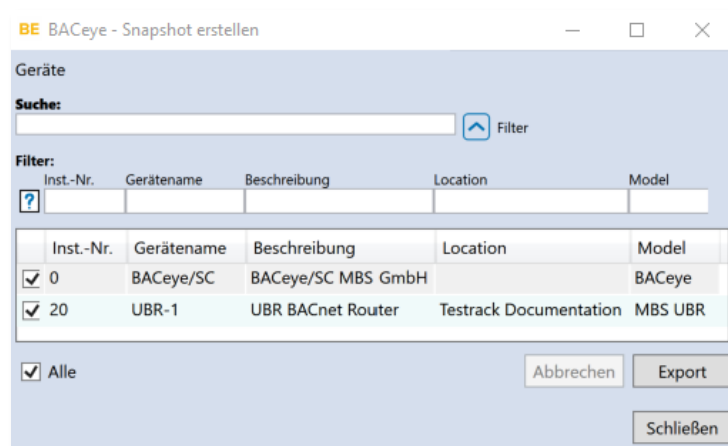 BE BACeye - Snapshot erstellen
Geräte
Suche:
Filter
Filter:
Inst.-Nr. Gerätename Beschreibung Location Model
?
Inst.-Nr. Gerätename Beschreibung Location Model
0 BACeye/SC BACeye/SC MBS GmbH BACeye
20 UBR-1 UBR BACnet Router Testrack Documentation MBS UBR
Alle Abbrechen Export
Schließen